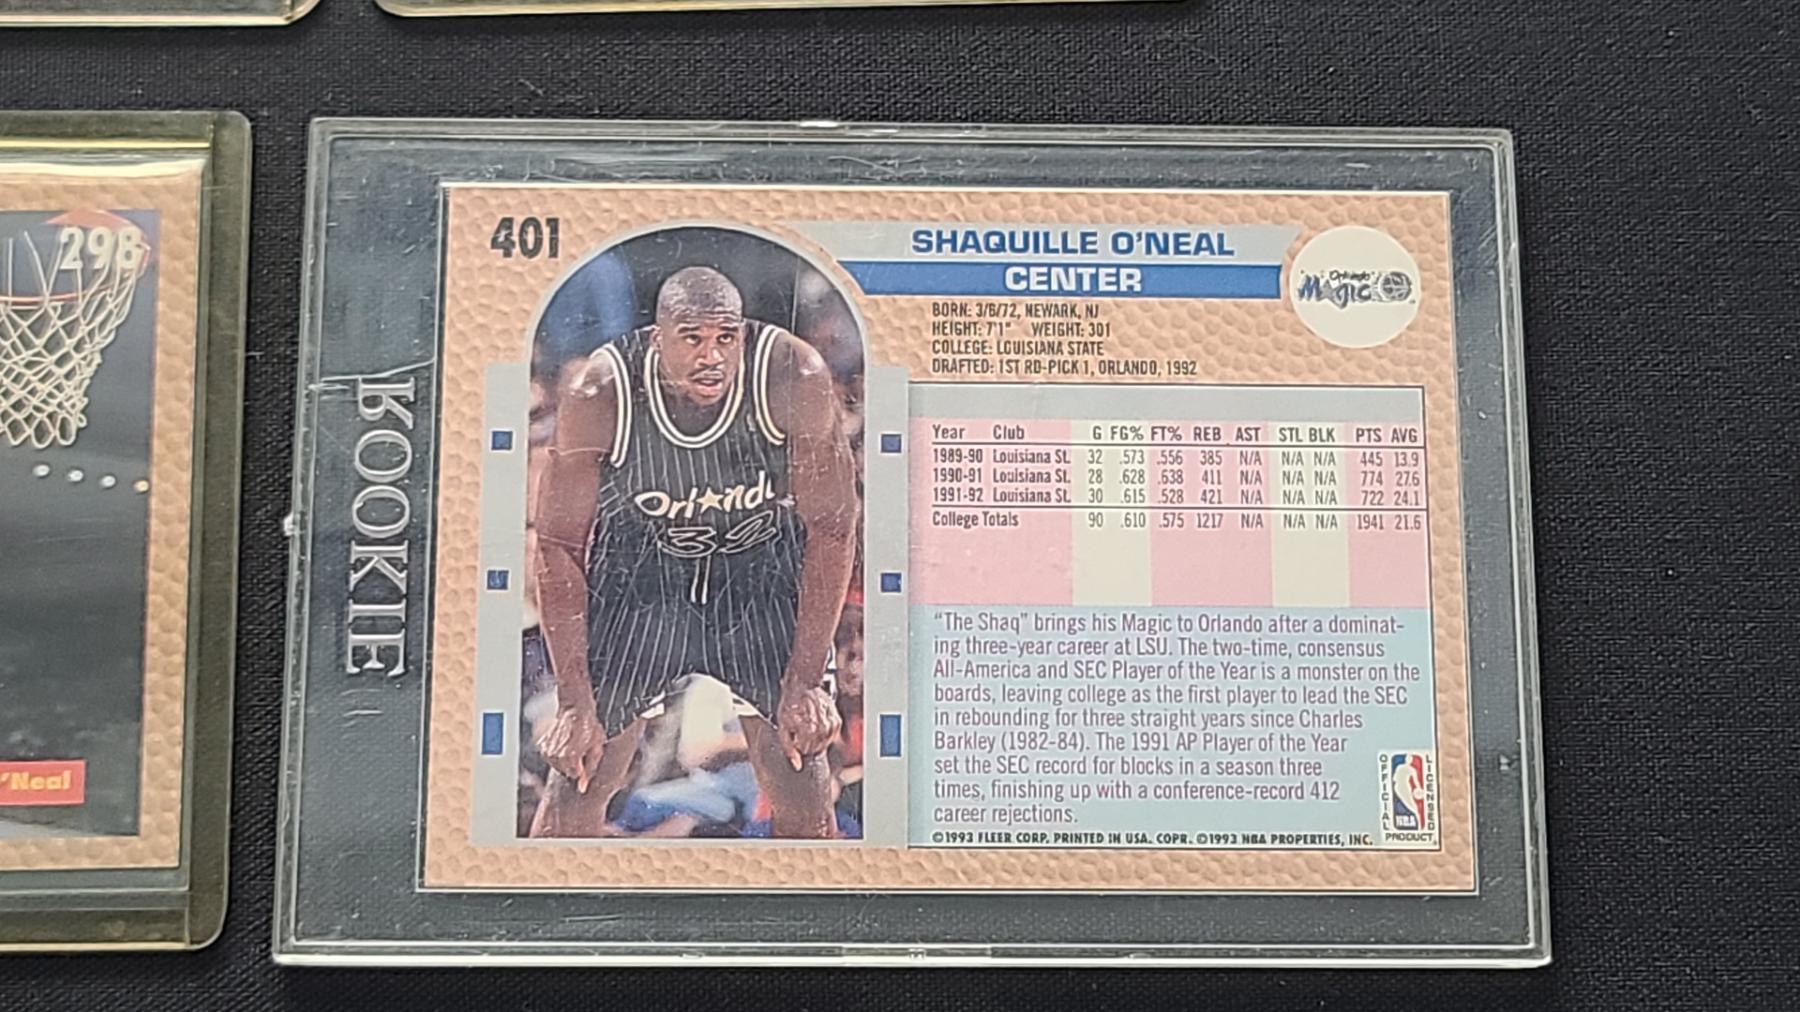 298
'Neal
ROOKIE
401
SHAQUILLE O'NEAL
CENTER
Orlando
MAGIC
BORN: 3/6/72, NEWARK, NJ
HEIGHT: 7'1" WEIGHT: 301
COLLEGE: LOUISIANA STATE
DRAFTED: 1ST RD-PICK 1, ORLANDO, 1992
Orlando
32
Year Club G FG% FT% REB AST STL BLK PTS AVG
1989-90 Louisiana St. 32 .573 .556 385 N/A N/A N/A 445 13.9
1990-91 Louisiana St. 28 .628 .638 411 N/A N/A N/A 774 27.6
1991-92 Louisiana St. 30 .615 .528 421 N/A N/A N/A 722 24.1
College Totals 90 .610 .575 1217 N/A N/A N/A 1941 21.6
"The Shaq" brings his Magic to Orlando after a dominat-
ing three-year career at LSU. The two-time, consensus
All-America and SEC Player of the Year is a monster on the
boards, leaving college as the first player to lead the SEC
in rebounding for three straight years since Charles
Barkley (1982-84). The 1991 AP Player of the Year
set the SEC record for blocks in a season three
times, finishing up with a conference-record 412
career rejections.
©1993 FLEER CORP. PRINTED IN USA. COPR. ©1993 NBA PROPERTIES, INC.
OFFICIAL
LICENSED
NBA
PRODUCT